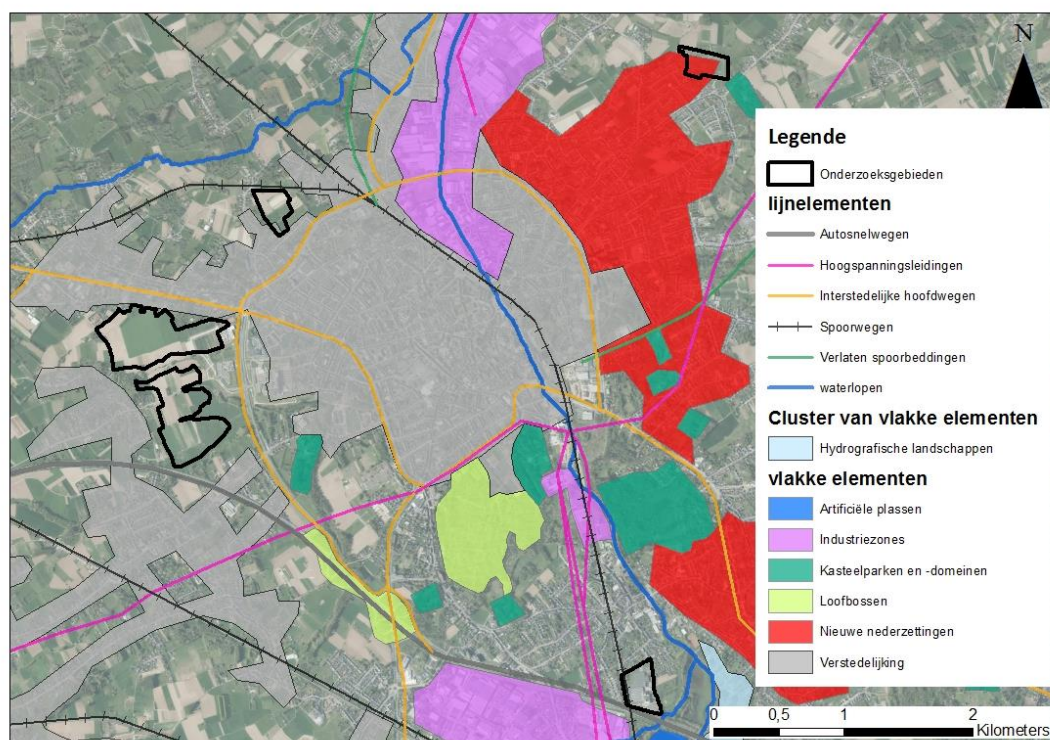 N
Legende
Onderzoeksgebieden
lijnelementen
Autosnelwegen
Hoogspanningsleidingen
Interstedelijke hoofdwegen
Spoorwegen
Verlaten spoorbeddingen
waterlopen
Cluster van vlakke elementen
Hydrografische landschappen
vlakke elementen
Artificiële plassen
Industriezones
Kasteelparken en -domeinen
Loofbossen
Nieuwe nederzettingen
Verstedelijking
0 0,5 1 2
Kilometers